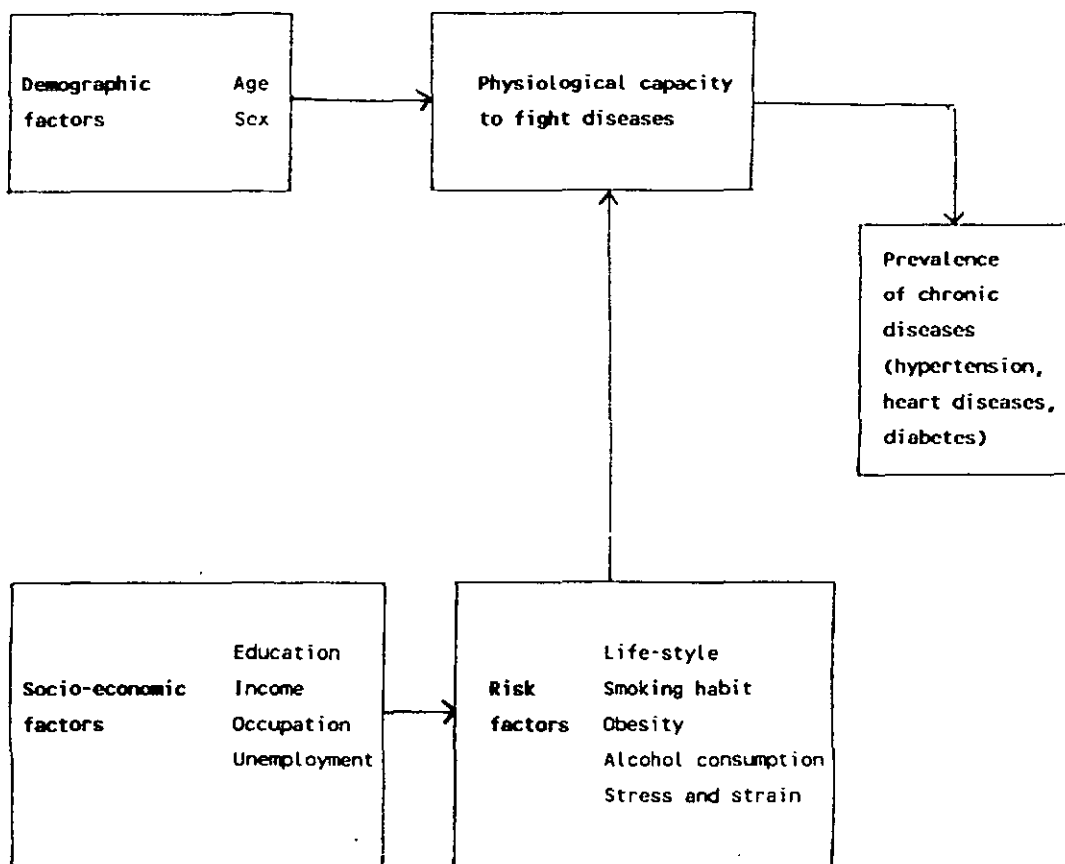 Demographic Age
factors Sex
Physiological capacity
to fight diseases
Prevalence
of chronic
diseases
(hypertension,
heart diseases,
diabetes)
Education
Socio-economic Income
factors Occupation
Unemployment
Life-style
Risk Smoking habit
factors Obesity
Alcohol consumption
Stress and strain